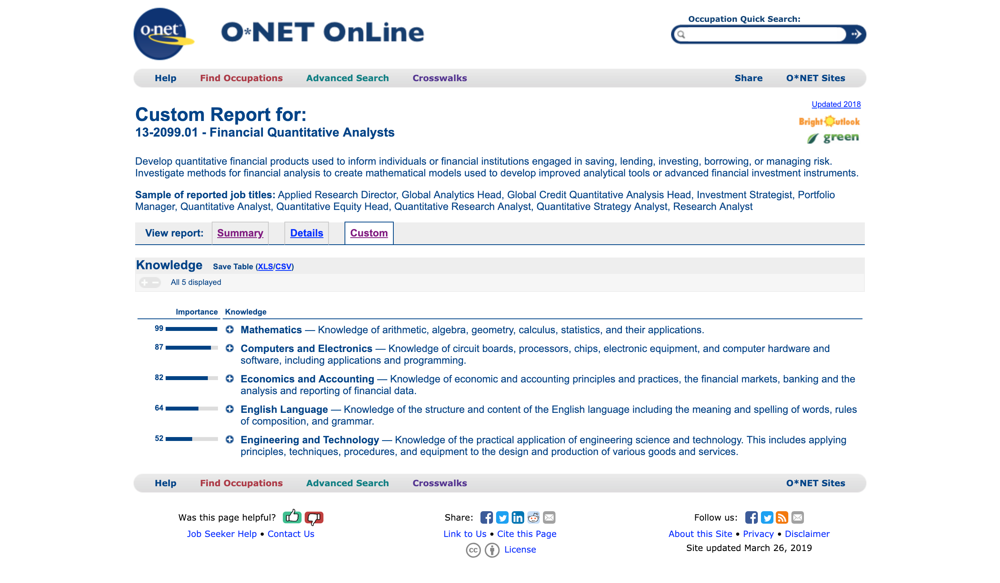 o·net
O*NET OnLine
Occupation Quick Search:
Help Find Occupations Advanced Search Crosswalks Share O*NET Sites
Updated 2018
Custom Report for:
13-2099.01 - Financial Quantitative Analysts
Bright Outlook
green
Develop quantitative financial products used to inform individuals or financial institutions engaged in saving, lending, investing, borrowing, or managing risk.
Investigate methods for financial analysis to create mathematical models used to develop improved analytical tools or advanced financial investment instruments.
Sample of reported job titles: Applied Research Director, Global Analytics Head, Global Credit Quantitative Analysis Head, Investment Strategist, Portfolio
Manager, Quantitative Analyst, Quantitative Equity Head, Quantitative Research Analyst, Quantitative Strategy Analyst, Research Analyst
View report: Summary Details Custom
Knowledge Save Table (XLS/CSV)
All 5 displayed
Importance Knowledge
99 Mathematics — Knowledge of arithmetic, algebra, geometry, calculus, statistics, and their applications.
87 Computers and Electronics — Knowledge of circuit boards, processors, chips, electronic equipment, and computer hardware and
software, including applications and programming.
82 Economics and Accounting — Knowledge of economic and accounting principles and practices, the financial markets, banking and the
analysis and reporting of financial data.
64 English Language — Knowledge of the structure and content of the English language including the meaning and spelling of words, rules
of composition, and grammar.
52 Engineering and Technology — Knowledge of the practical application of engineering science and technology. This includes applying
principles, techniques, procedures, and equipment to the design and production of various goods and services.
Help Find Occupations Advanced Search Crosswalks O*NET Sites
Was this page helpful? Share: Follow us:
Job Seeker Help • Contact Us Link to Us • Cite this Page About this Site • Privacy • Disclaimer
cc License Site updated March 26, 2019